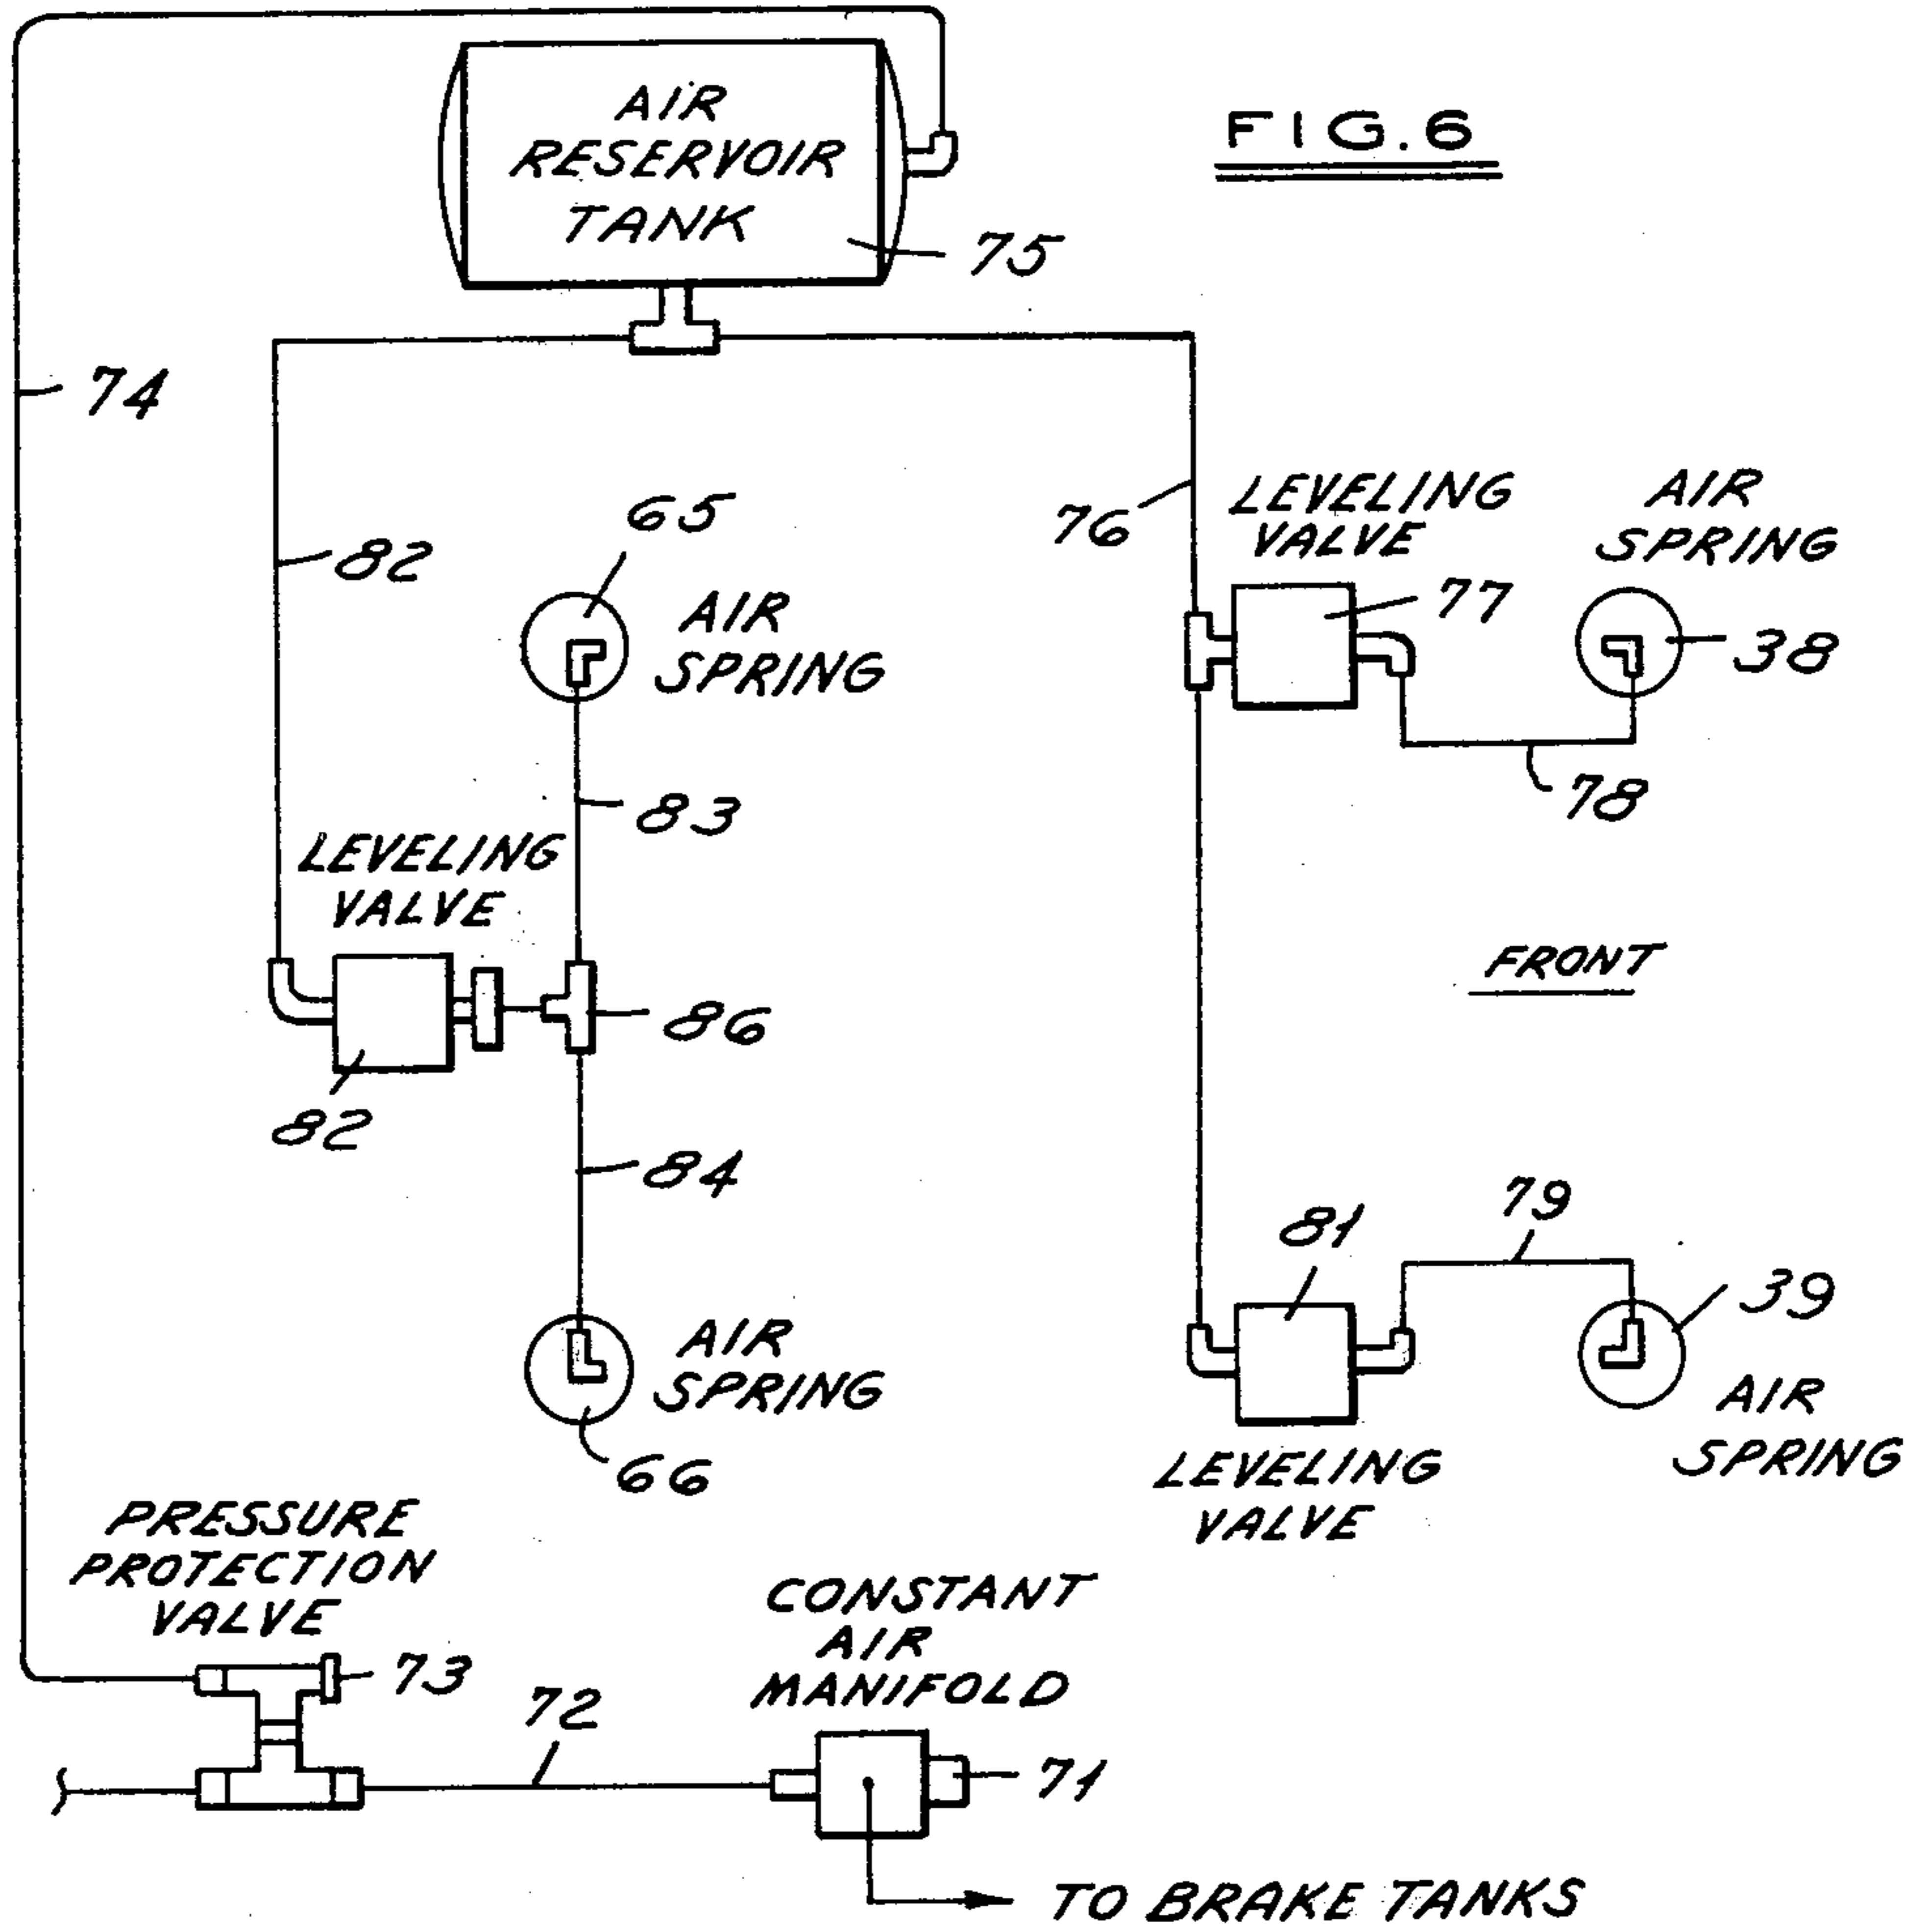 AIR
RESERVOIR
TANK
FIG. 6
75
74
76
LEVELING
VALVE
AIR
SPRING
65
82
AIR
SPRING
77
38
78
83
LEVELING
VALVE
FRONT
86
82
84
79
81
39
AIR
SPRING
AIR
SPRING
66
LEVELING
VALVE
PRESSURE
PROTECTION
VALVE
CONSTANT
AIR
MANIFOLD
73
72
71
TO BRAKE TANKS